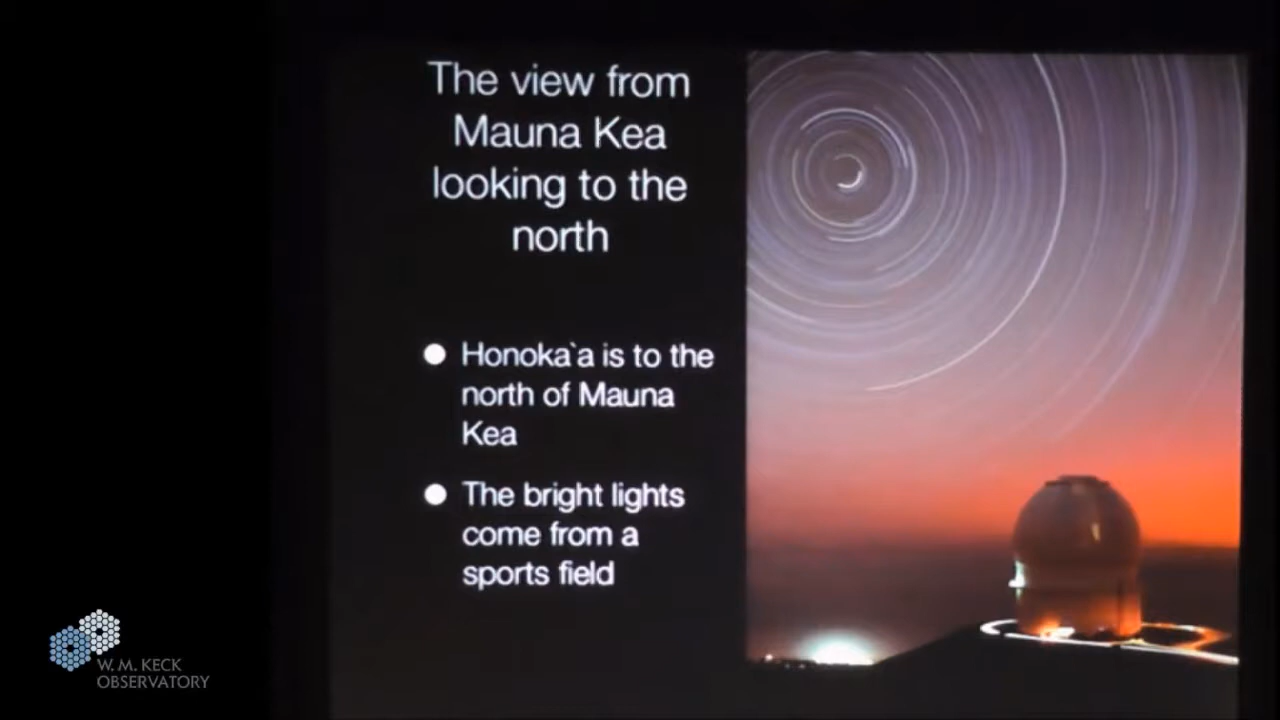 The view from
Mauna Kea
looking to the
north
● Honoka`a is to the
north of Mauna
Kea
● The bright lights
come from a
sports field
W. M. KECK
OBSERVATORY